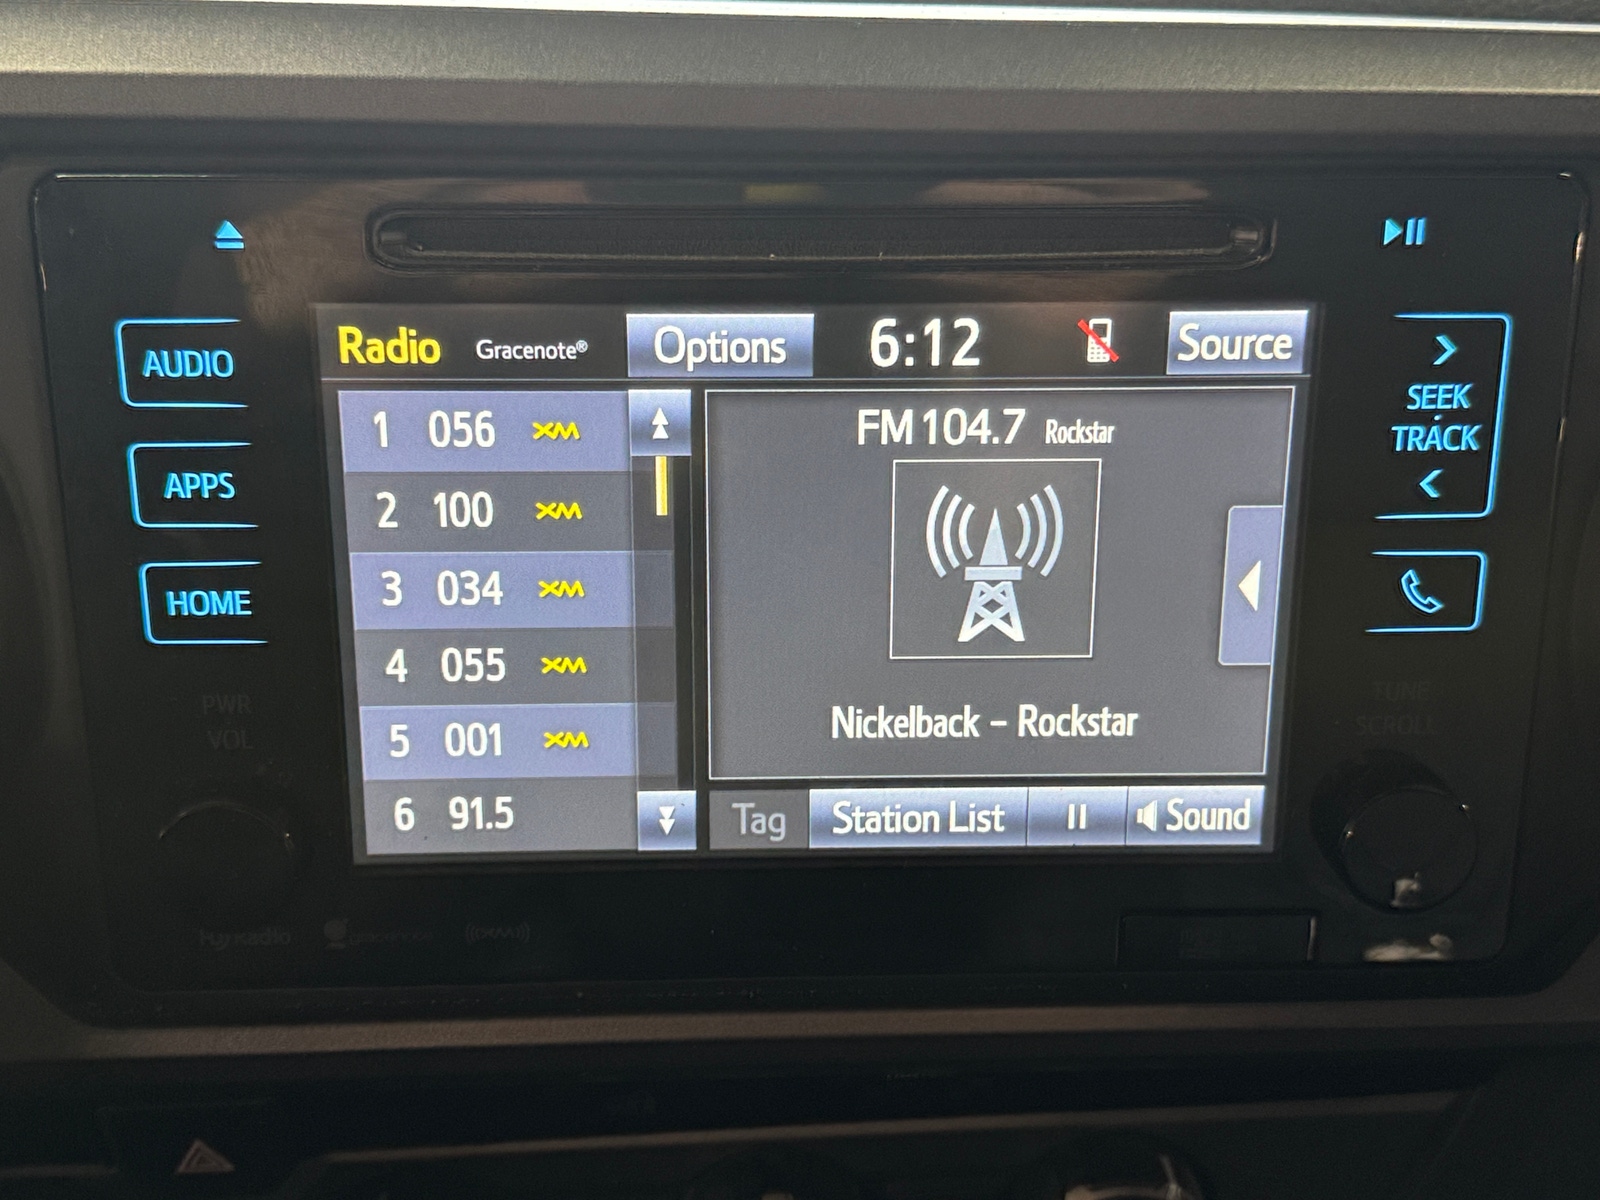 AUDIO
APPS
HOME
PWR
VOL
Radio Gracenote® Options 6:12 Source
1 056 XM
2 100 XM
3 034 XM
4 055 XM
5 001 XM
6 91.5
FM 104.7 Rockstar
Nickelback – Rockstar
Tag Station List Sound
SEEK
TRACK
TUNE
SCROLL